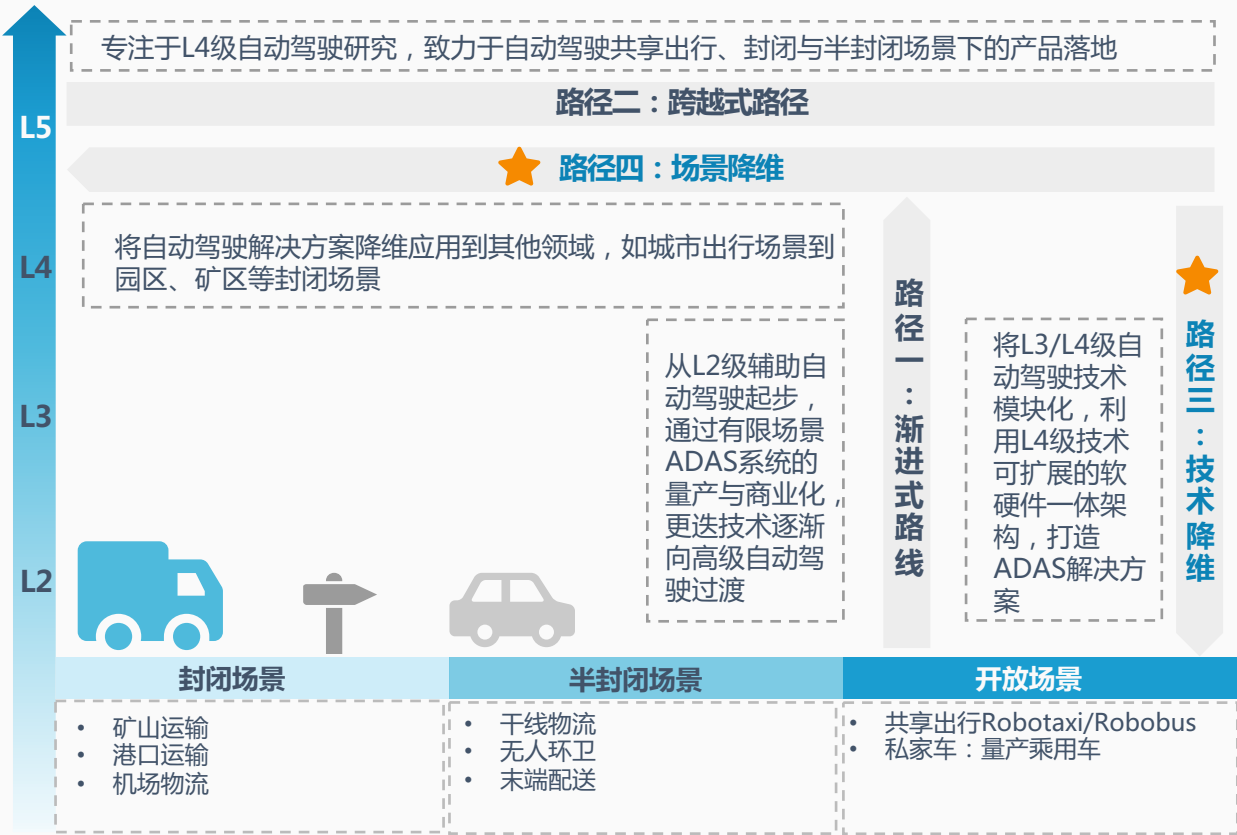 专注于L4级自动驾驶研究，致力于自动驾驶共享出行、封闭与半封闭场景下的产品落地
路径二：跨越式路径
L5
路径四：场景降维
将自动驾驶解决方案降维应用到其他领域，如城市出行场景到
园区、矿区等封闭场景
L4
路径一：渐进式路线
从L2级辅助自
动驾驶起步，
通过有限场景
ADAS系统的
量产与商业化，
更迭技术逐渐
向高级自动驾
驶过渡
将L3/L4级自
动驾驶技术
模块化，利
用L4级技术
可扩展的软
硬件一体架
构，打造
ADAS解决方
案
路径三：技术降维
L3
L2
封闭场景
半封闭场景
开放场景
• 矿山运输
• 港口运输
• 机场物流
• 干线物流
• 无人环卫
• 末端配送
• 共享出行Robotaxi/Robobus
• 私家车：量产乘用车